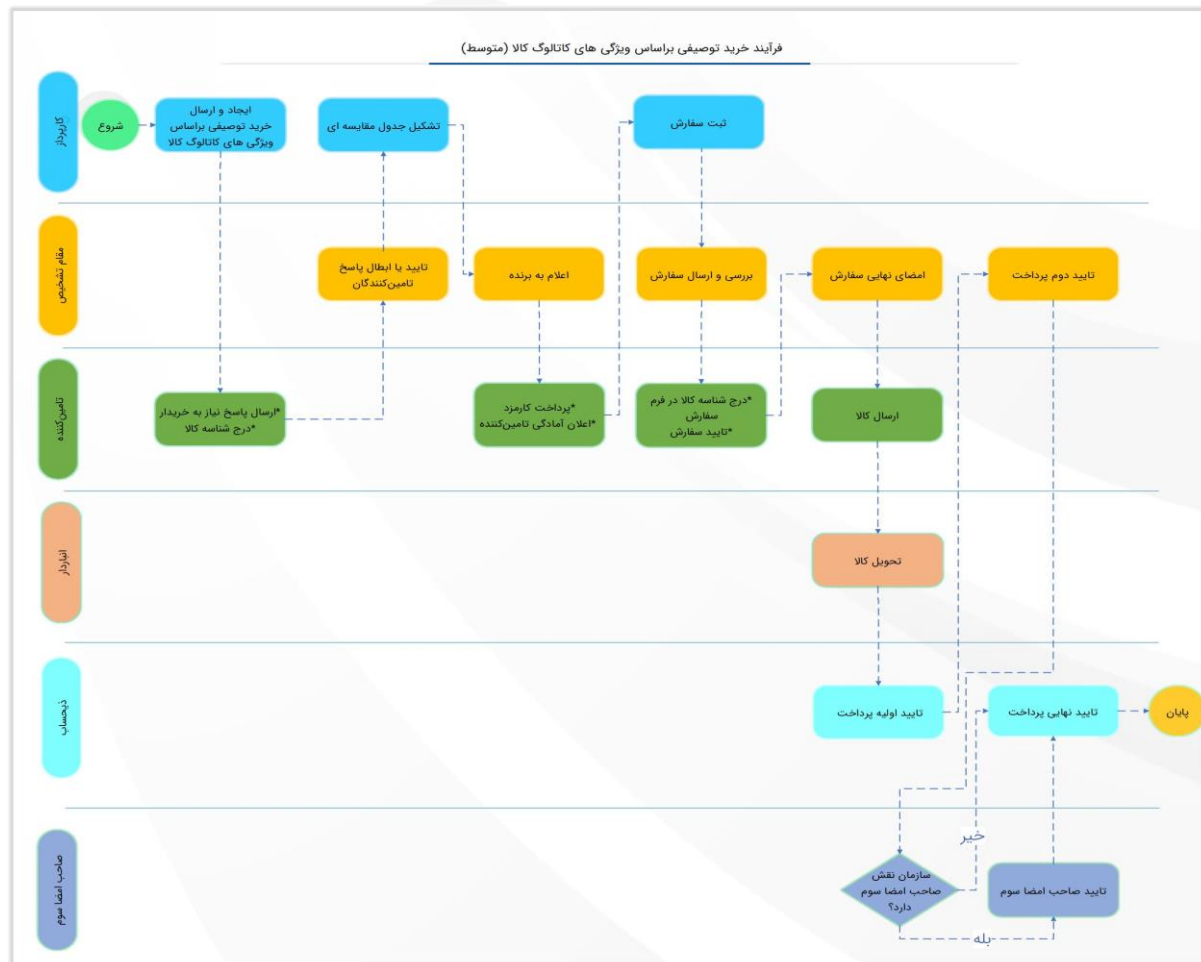 فرآیند خرید توصیفی براساس ویژگی های کاتالوگ کالا (متوسط)
کارپرداز
شروع
ایجاد و ارسال
خرید توصیفی براساس
ویژگی های کاتالوگ کالا
تشکیل جدول مقایسه ای
ثبت سفارش
مقام تشخیص
تایید یا ابطال پاسخ
تامین‌کنندگان
اعلام به برنده
بررسی و ارسال سفارش
امضای نهایی سفارش
تایید دوم پرداخت
تامین‌کننده
*ارسال پاسخ نیاز به خریدار
*درج شناسه کالا
*پرداخت کارمزد
*اعلان آمادگی تامین‌کننده
*درج شناسه کالا در فرم
سفارش
*تایید سفارش
ارسال کالا
انباردار
تحویل کالا
ذیحساب
تایید اولیه پرداخت
تایید نهایی پرداخت
پایان
صاحب امضا سوم
سازمان نقش
صاحب امضا سوم
دارد؟
خیر
بله
تایید صاحب امضا سوم